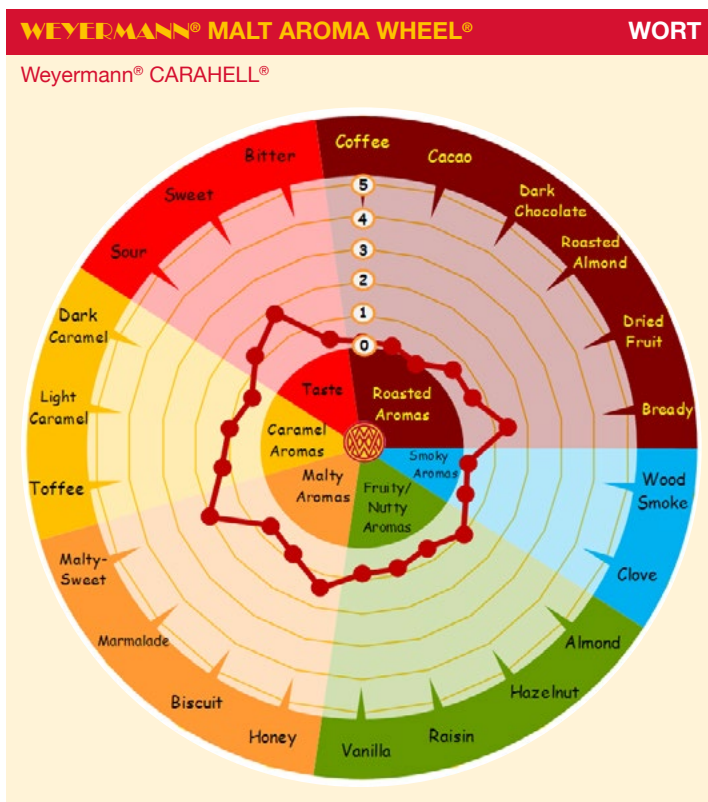 WEYERMANN® MALT AROMA WHEEL®
WORT
Weyermann® CARAHELL®
Coffee
Cacao
Dark
Chocolate
Roasted
Almond
Dried
Fruit
Bready
Wood
Smoke
Clove
Almond
Hazelnut
Raisin
Vanilla
Honey
Biscuit
Marmalade
Malty-
Sweet
Toffee
Light
Caramel
Dark
Caramel
Sour
Sweet
Bitter
5
4
3
2
1
0
Taste
Roasted
Aromas
Caramel
Aromas
Smoky
Aromas
Malty
Aromas
Fruity/
Nutty
Aromas